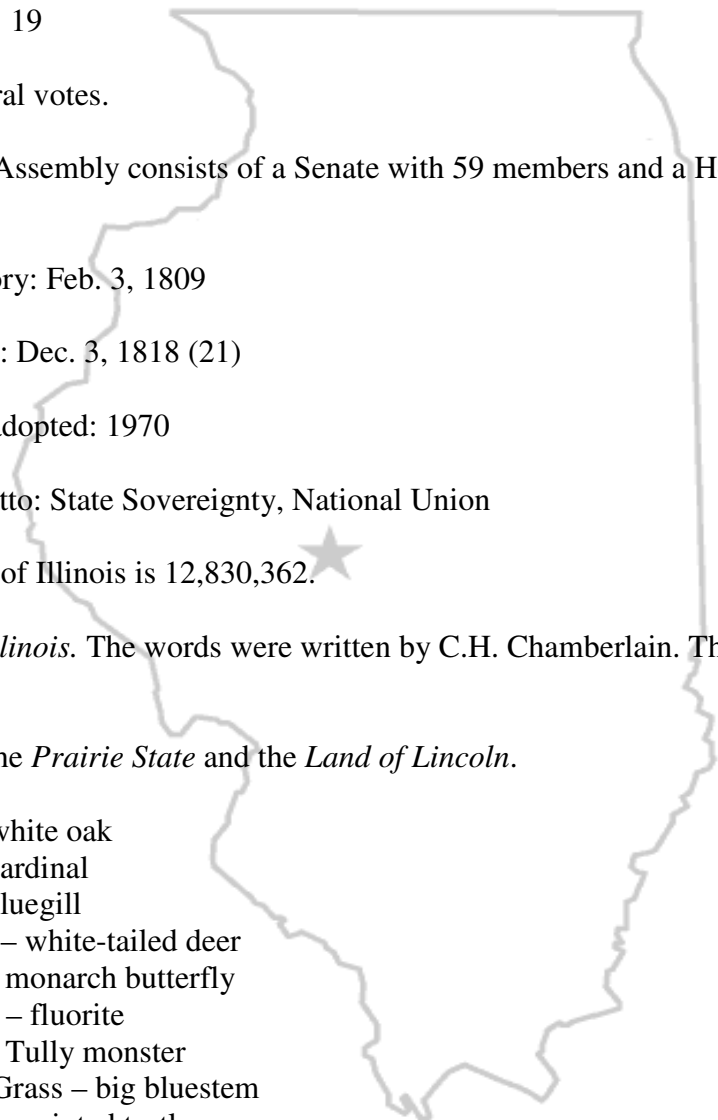 19
ral votes.
Assembly consists of a Senate with 59 members and a H
ory: Feb. 3, 1809
: Dec. 3, 1818 (21)
adopted: 1970
tto: State Sovereignty, National Union
of Illinois is 12,830,362.
linois. The words were written by C.H. Chamberlain. Th
he Prairie State and the Land of Lincoln.
white oak
ardinal
luegill
– white-tailed deer
monarch butterfly
– fluorite
Tully monster
Grass – big bluestem